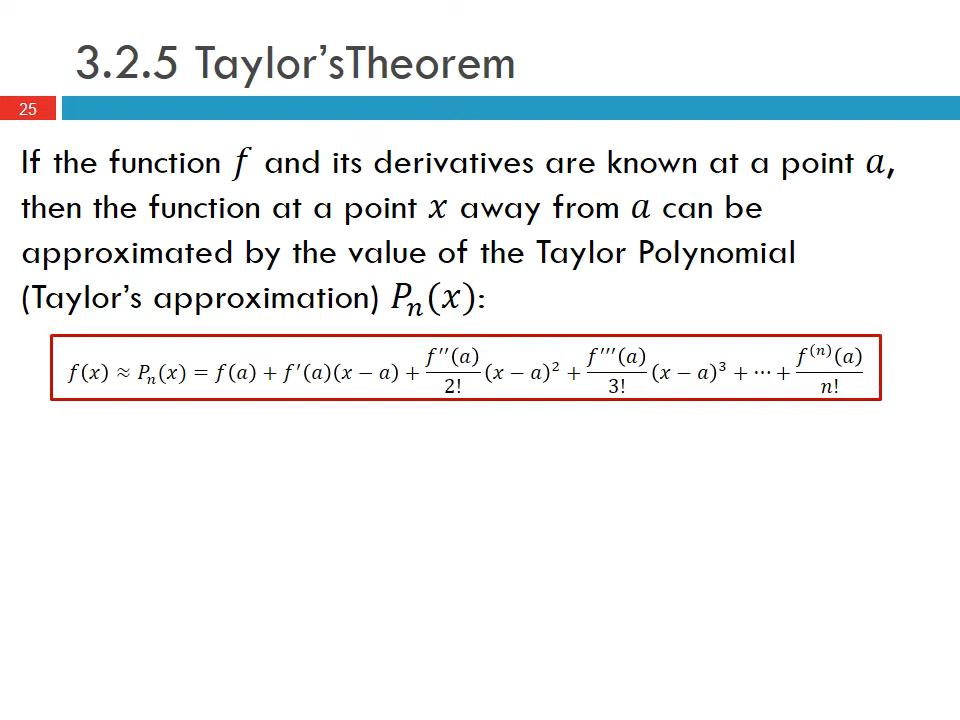 3.2.5 Taylor'sTheorem
25
If the function f and its derivatives are known at a point a,
then the function at a point x away from a can be
approximated by the value of the Taylor Polynomial
(Taylor's approximation) Pₙ(x):
f(x) ≈ Pₙ(x) = f(a) + f′(a)(x − a) + f′′(a)/2! (x − a)² + f′′′(a)/3! (x − a)³ + ⋯ + f⁽ⁿ⁾(a)/n!